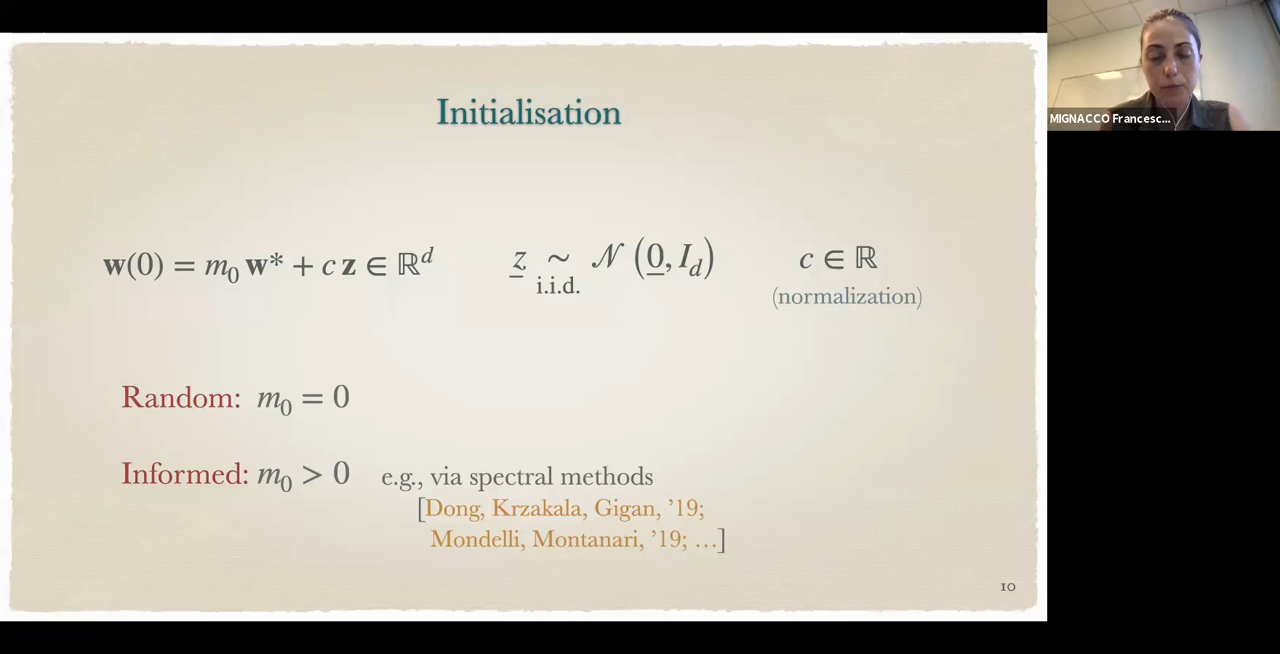 Initialisation
MIGNACCO Francesc...
w(0) = m₀ w* + c z ∈ ℝᵈ
z ∼ 𝒩 (0, I_d)
i.i.d.
c ∈ ℝ
(normalization)
Random: m₀ = 0
Informed: m₀ > 0 e.g., via spectral methods
[Dong, Krzakala, Gigan, ’19;
Mondelli, Montanari, ’19; …]
10